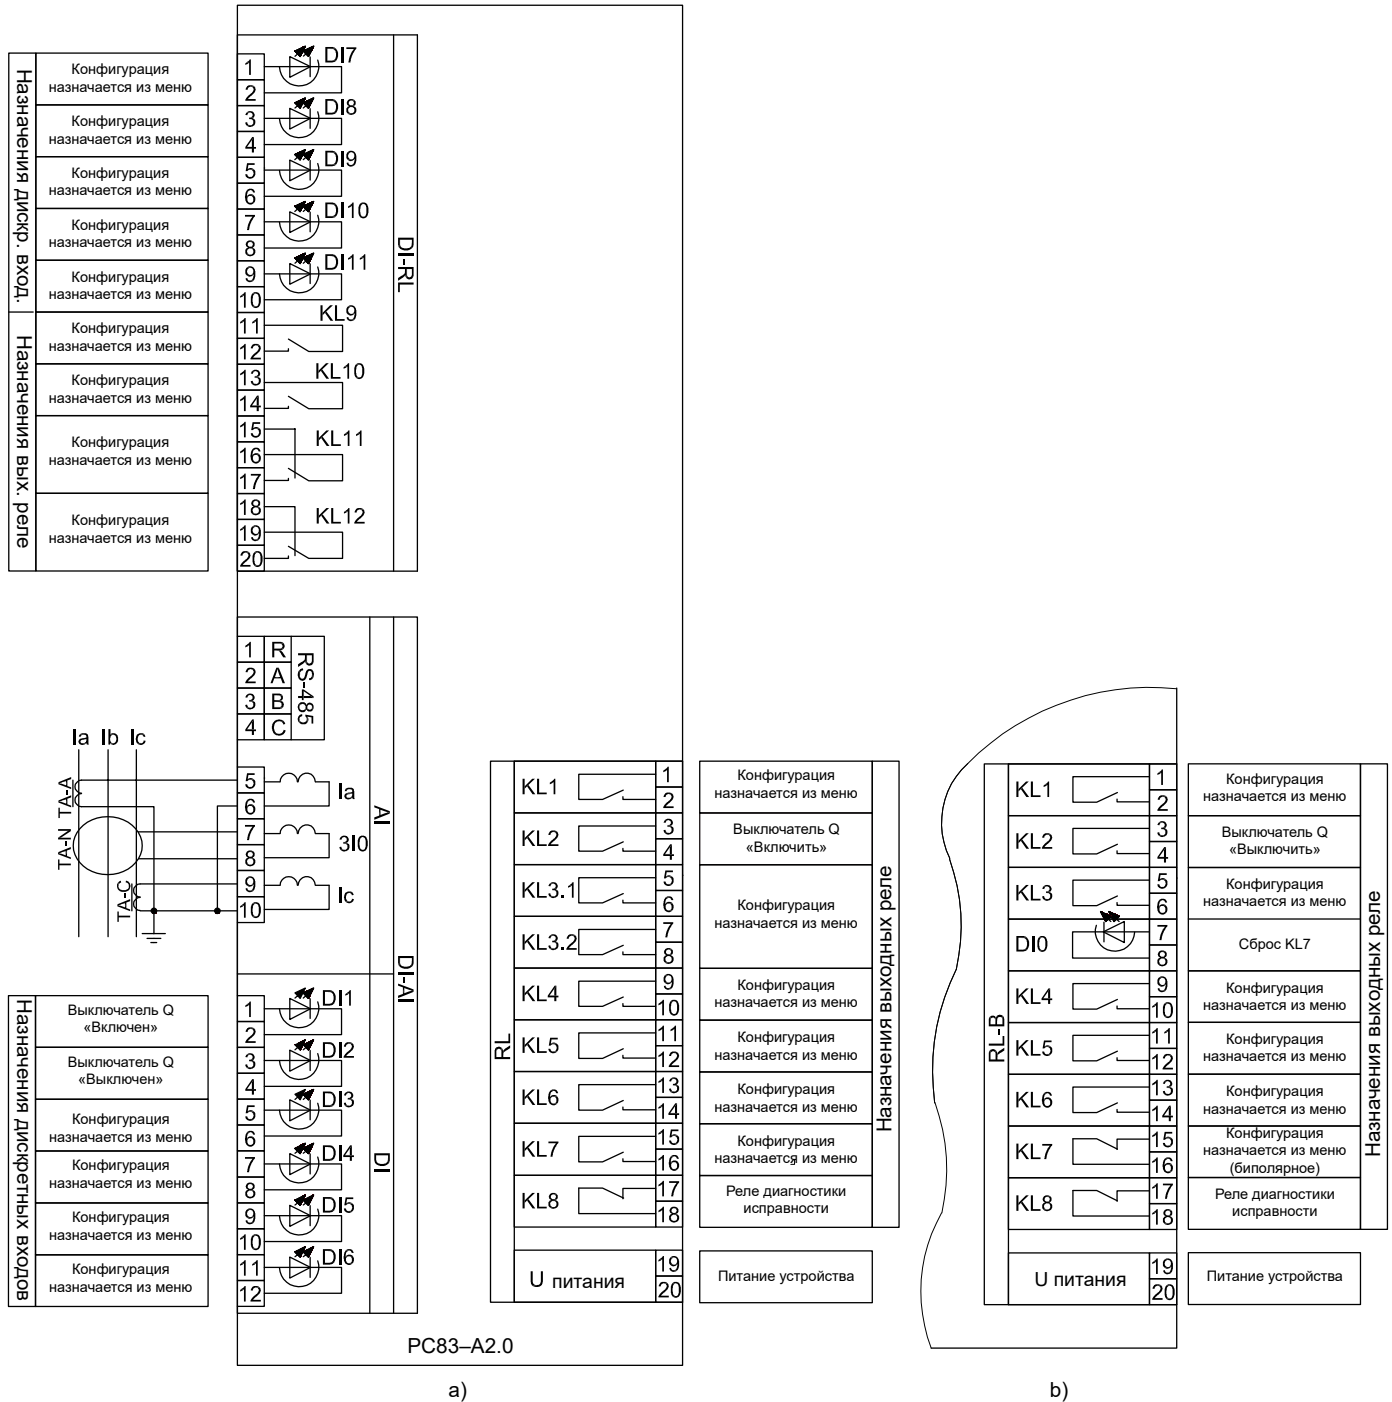 Назначения дискр. вход.
Конфигурация
назначается из меню
Конфигурация
назначается из меню
Конфигурация
назначается из меню
Конфигурация
назначается из меню
Конфигурация
назначается из меню
Назначения вых. реле
Конфигурация
назначается из меню
Конфигурация
назначается из меню
Конфигурация
назначается из меню
Конфигурация
назначается из меню
1
DI7
2
3
DI8
4
5
DI9
6
7
DI10
8
9
DI11
10
11
KL9
12
13
KL10
14
15
KL11
16
17
18
KL12
19
20
DI-RL
1 R
2 A
3 B
4 C
RS-485
Ia Ib Ic
TA-A
TA-N
TA-C
5
6
Ia
7
8
3I0
9
10
Ic
AI
DI-AI
Назначения дискретных входов
Выключатель Q
«Включен»
Выключатель Q
«Выключен»
Конфигурация
назначается из меню
Конфигурация
назначается из меню
Конфигурация
назначается из меню
Конфигурация
назначается из меню
1
DI1
2
3
DI2
4
5
DI3
6
7
DI4
8
9
DI5
10
11
DI6
12
DI
RL
KL1
1
2
KL2
3
4
KL3.1
5
6
KL3.2
7
8
KL4
9
10
KL5
11
12
KL6
13
14
KL7
15
16
KL8
17
18
U питания
19
20
Конфигурация
назначается из меню
Выключатель Q
«Включить»
Конфигурация
назначается из меню
Конфигурация
назначается из меню
Конфигурация
назначается из меню
Конфигурация
назначается из меню
Конфигурация
назначается из меню
Реле диагностики
исправности
Питание устройства
Назначения выходных реле
РС83–А2.0
a)
RL-B
KL1
1
2
KL2
3
4
KL3
5
6
DI0
7
8
KL4
9
10
KL5
11
12
KL6
13
14
KL7
15
16
KL8
17
18
U питания
19
20
Конфигурация
назначается из меню
Выключатель Q
«Выключить»
Конфигурация
назначается из меню
Сброс KL7
Конфигурация
назначается из меню
Конфигурация
назначается из меню
Конфигурация
назначается из меню
Конфигурация
назначается из меню
(биполярное)
Реле диагностики
исправности
Питание устройства
Назначения выходных реле
b)